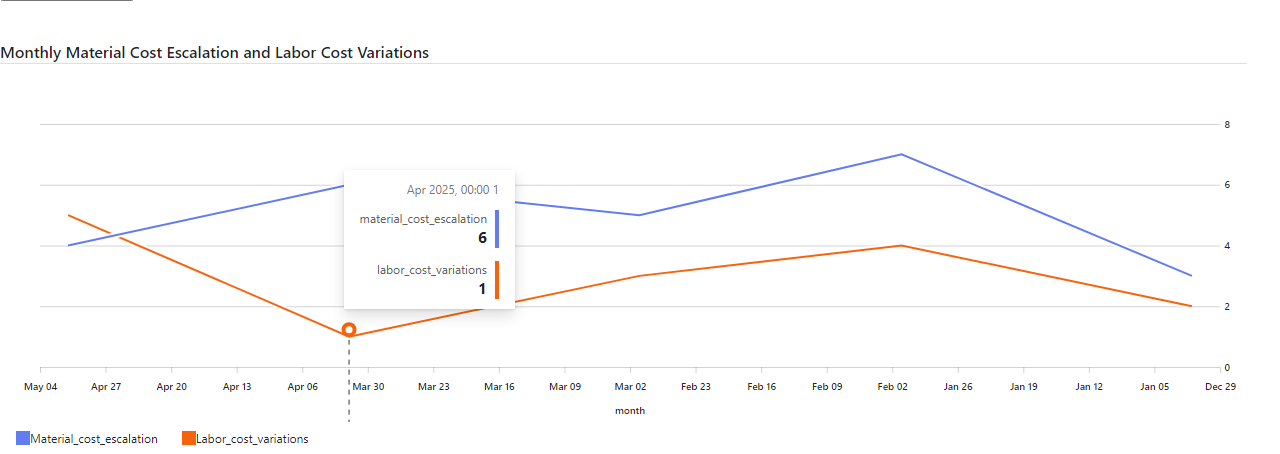 Monthly Material Cost Escalation and Labor Cost Variations
8
Apr 2025, 00:00 1
6
material_cost_escalation
6
4
labor_cost_variations
1
2
0
May 04 Apr 27 Apr 20 Apr 13 Apr 06 Mar 30 Mar 23 Mar 16 Mar 09 Mar 02 Feb 23 Feb 16 Feb 09 Feb 02 Jan 26 Jan 19 Jan 12 Jan 05 Dec 29
month
Material_cost_escalation Labor_cost_variations